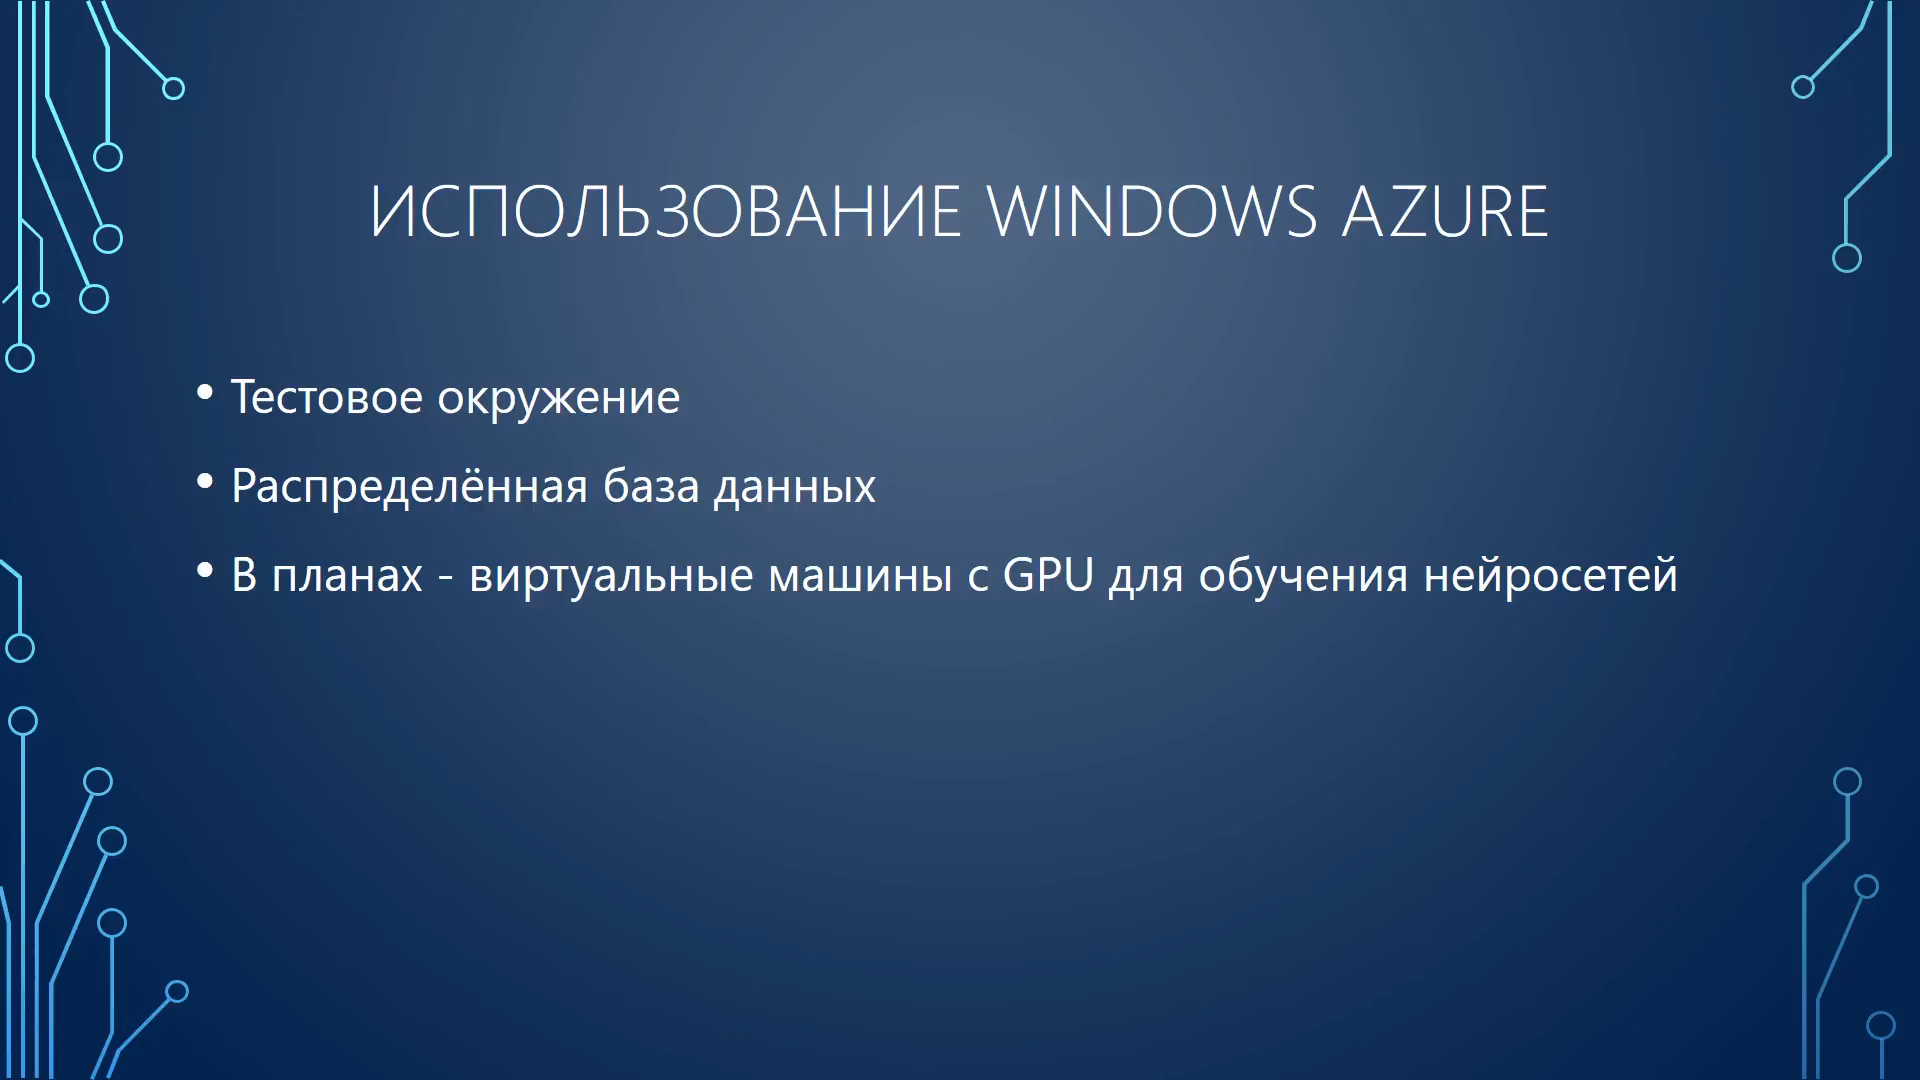 ИСПОЛЬЗОВАНИЕ WINDOWS AZURE
• Тестовое окружение
• Распределённая база данных
• В планах - виртуальные машины с GPU для обучения нейросетей